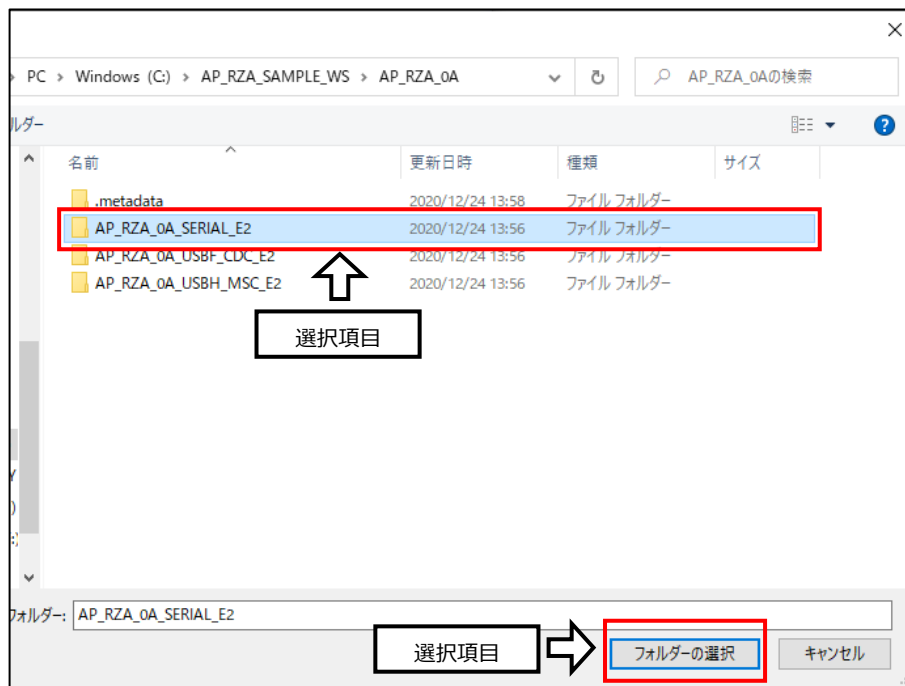 PC › Windows (C:) › AP_RZA_SAMPLE_WS › AP_RZA_0A AP_RZA_0Aの検索
ルダー
名前 更新日時 種類 サイズ
.metadata 2020/12/24 13:58 ファイル フォルダー
AP_RZA_0A_SERIAL_E2 2020/12/24 13:56 ファイル フォルダー
AP_RZA_0A_USBF_CDC_E2 2020/12/24 13:56 ファイル フォルダー
AP_RZA_0A_USBH_MSC_E2 2020/12/24 13:56 ファイル フォルダー
選択項目
フォルダー: AP_RZA_0A_SERIAL_E2
選択項目 フォルダーの選択 キャンセル